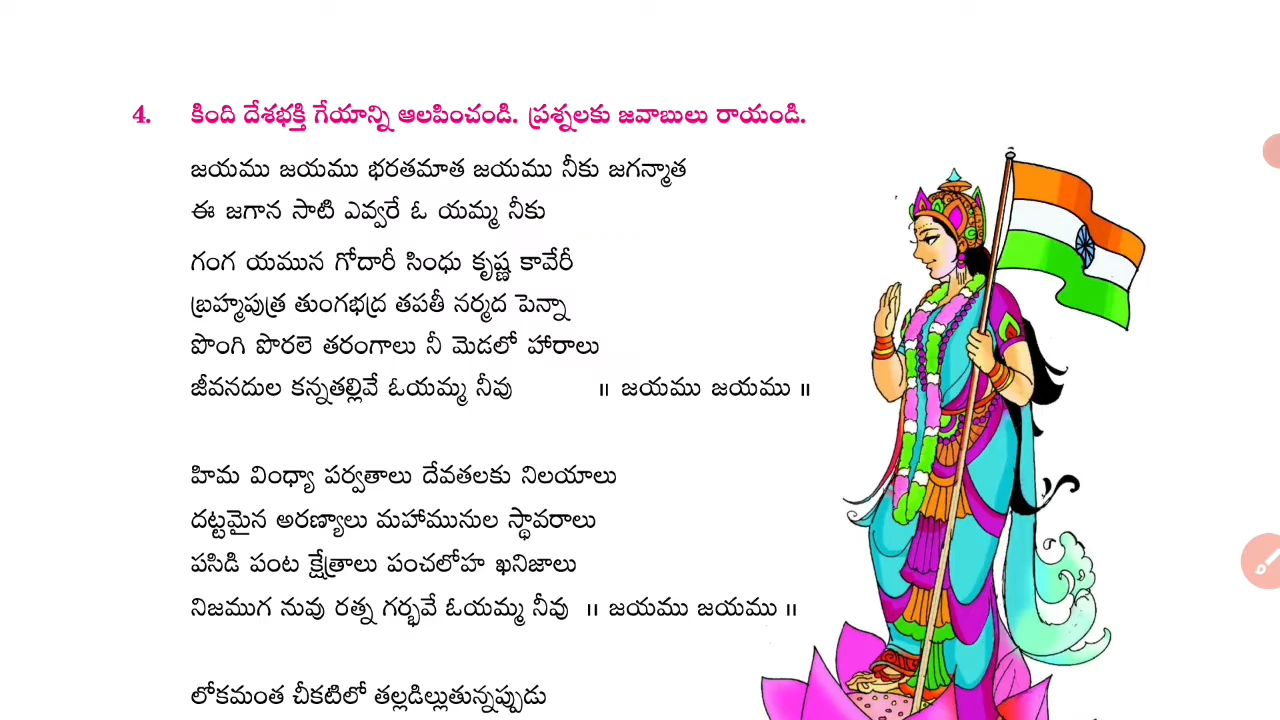 4. కింది దేశభక్తి గేయాన్ని ఆలపించండి. ప్రశ్నలకు జవాబులు రాయండి.
జయము జయము భరతమాత జయము నీకు జగన్మాత
ఈ జగాన సాటి ఎవ్వరే ఓ యమ్మ నీకు
గంగ యమున గోదారీ సింధు కృష్ణ కావేరీ
బ్రహ్మపుత్ర తుంగభద్ర తపతీ నర్మద పెన్నా
పొంగి పొరలె తరంగాలు నీ మెడలో హారాలు
జీవనదుల కన్నతల్లివే ఓయమ్మ నీవు ॥ జయము జయము ॥
హిమ వింధ్యా పర్వతాలు దేవతలకు నిలయాలు
దట్టమైన అరణ్యాలు మహామునుల స్థావరాలు
పసిడి పంట క్షేత్రాలు పంచలోహ ఖనిజాలు
నిజముగ నువు రత్న గర్భవే ఓయమ్మ నీవు ॥ జయము జయము ॥
లోకమంత చీకటిలో తల్లడిల్లుతున్నప్పుడు